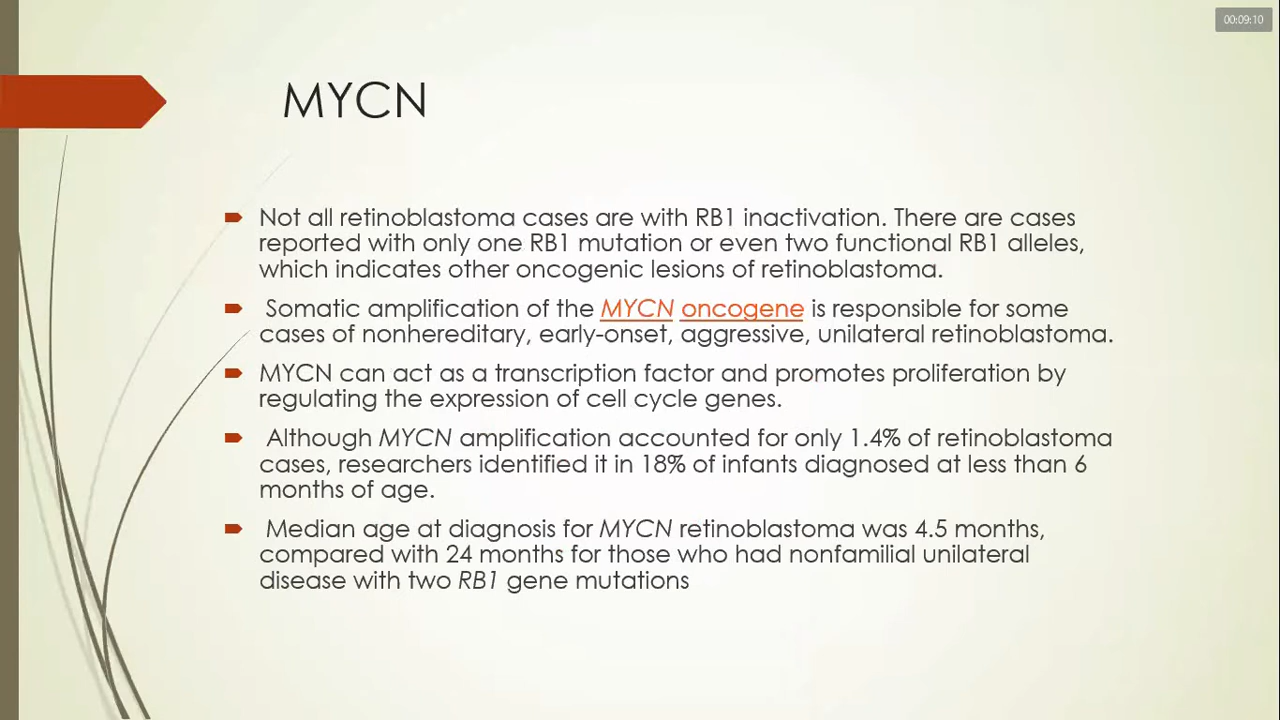 00:09:10
MYCN
Not all retinoblastoma cases are with RB1 inactivation. There are cases
reported with only one RB1 mutation or even two functional RB1 alleles,
which indicates other oncogenic lesions of retinoblastoma.
Somatic amplification of the MYCN oncogene is responsible for some
cases of nonhereditary, early-onset, aggressive, unilateral retinoblastoma.
MYCN can act as a transcription factor and promotes proliferation by
regulating the expression of cell cycle genes.
Although MYCN amplification accounted for only 1.4% of retinoblastoma
cases, researchers identified it in 18% of infants diagnosed at less than 6
months of age.
Median age at diagnosis for MYCN retinoblastoma was 4.5 months,
compared with 24 months for those who had nonfamilial unilateral
disease with two RB1 gene mutations